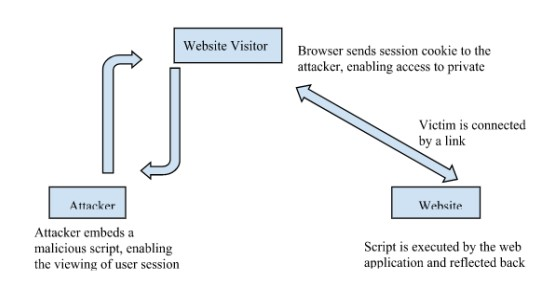 Website Visitor
Browser sends session cookie to the
attacker, enabling access to private
Victim is connected
by a link
Attacker
Website
Attacker embeds a
malicious script, enabling
the viewing of user session
Script is executed by the web
application and reflected back